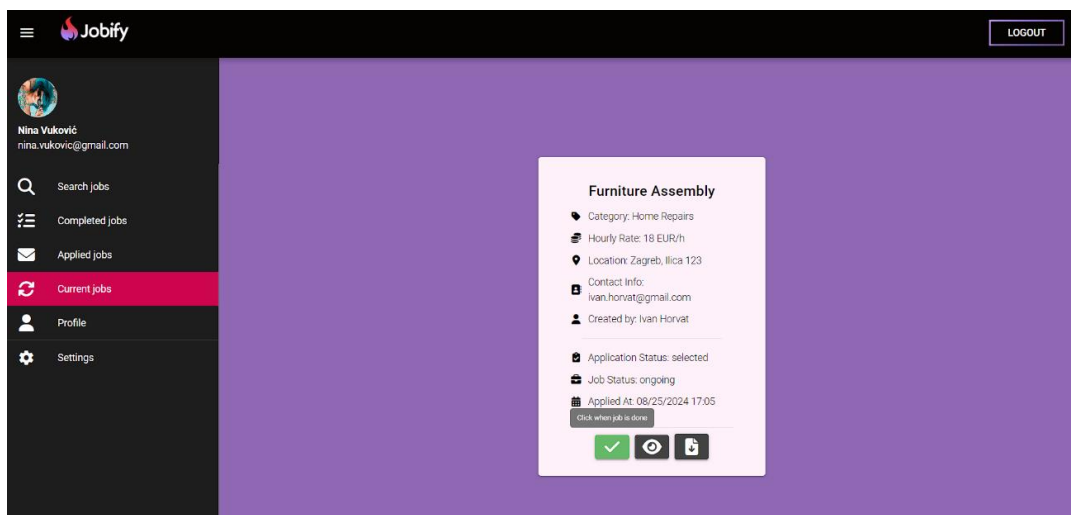 Jobify
LOGOUT
Nina Vuković
nina.vukovic@gmail.com
Search jobs
Completed jobs
Applied jobs
Current jobs
Profile
Settings
Furniture Assembly
Category: Home Repairs
Hourly Rate: 18 EUR/h
Location: Zagreb, Ilica 123
Contact Info:
ivan.horvat@gmail.com
Created by: Ivan Horvat
Application Status: selected
Job Status: ongoing
Applied At: 08/25/2024 17:05
Click when job is done